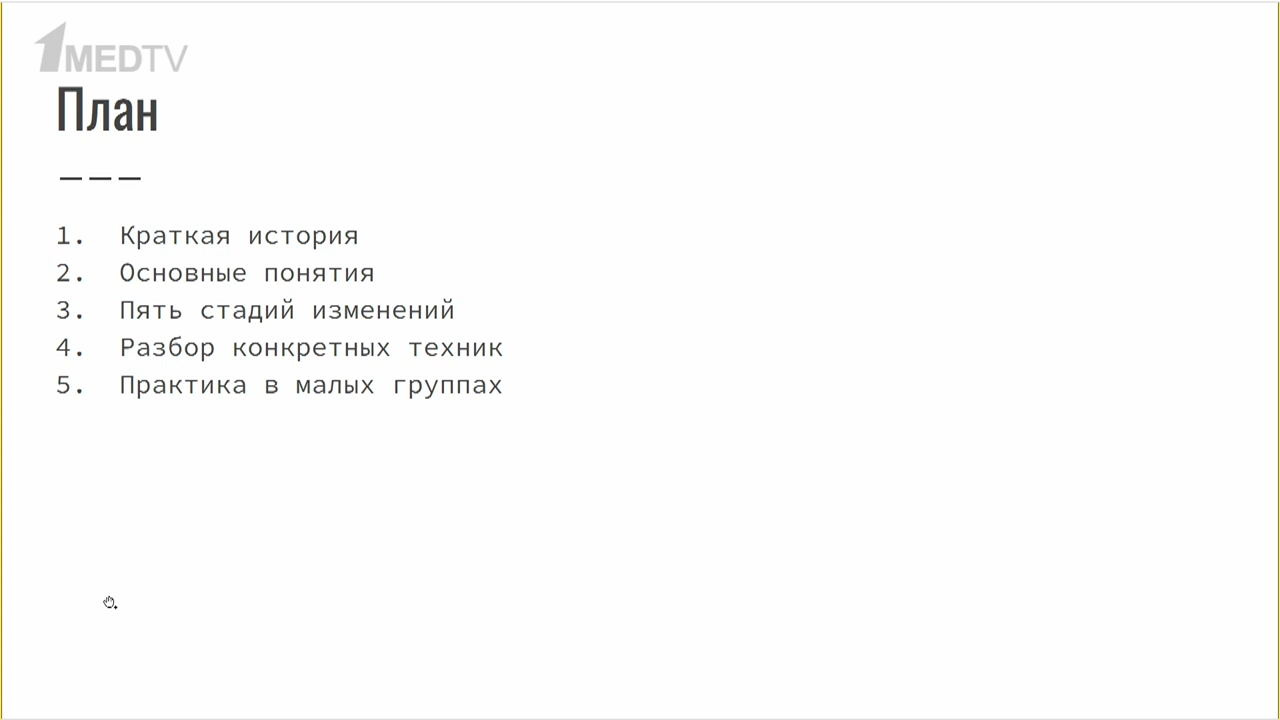 1MEDTV
План
———
1. Краткая история
2. Основные понятия
3. Пять стадий изменений
4. Разбор конкретных техник
5. Практика в малых группах